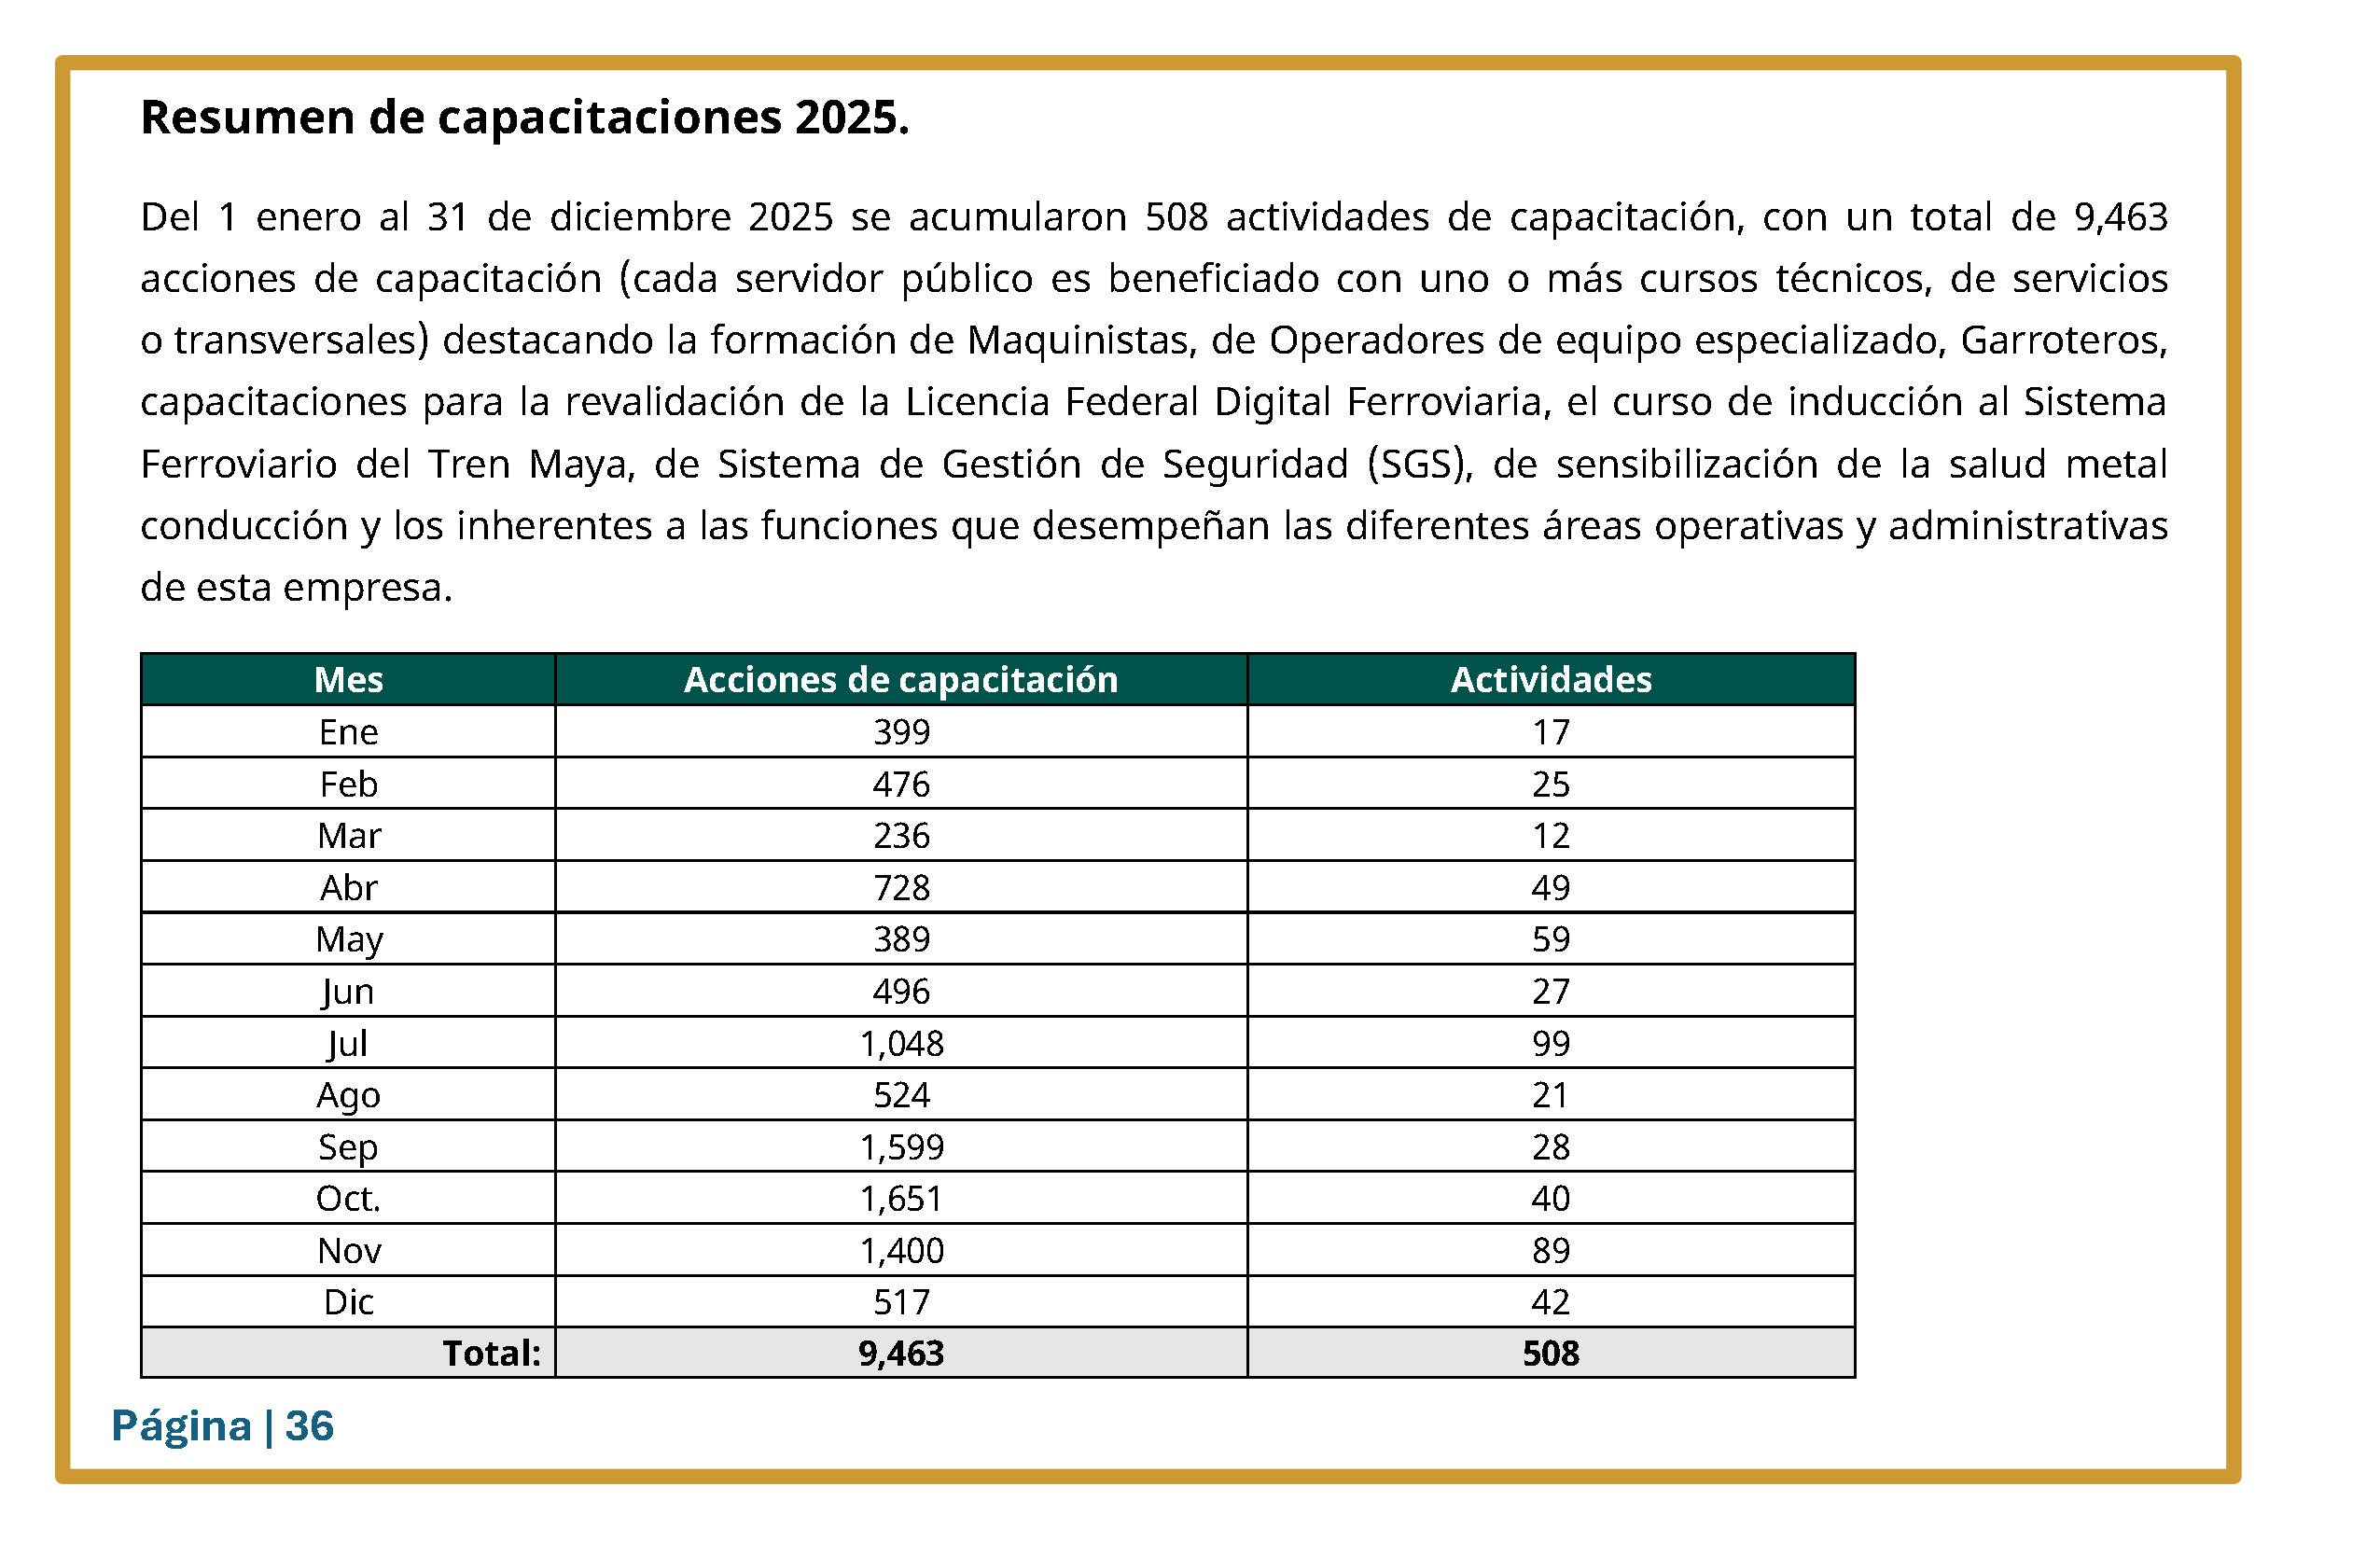 Resumen de capacitaciones 2025.
Del 1 enero al 31 de diciembre 2025 se acumularon 508 actividades de capacitación, con un total de 9,463
acciones de capacitación (cada servidor público es beneficiado con uno o más cursos técnicos, de servicios
o transversales) destacando la formación de Maquinistas, de Operadores de equipo especializado, Garroteros,
capacitaciones para la revalidación de la Licencia Federal Digital Ferroviaria, el curso de inducción al Sistema
Ferroviario del Tren Maya, de Sistema de Gestión de Seguridad (SGS), de sensibilización de la salud metal
conducción y los inherentes a las funciones que desempeñan las diferentes áreas operativas y administrativas
de esta empresa.
Mes Acciones de capacitación Actividades
Ene 399 17
Feb 476 25
Mar 236 12
Abr 728 49
May 389 59
Jun 496 27
Jul 1,048 99
Ago 524 21
Sep 1,599 28
Oct. 1,651 40
Nov 1,400 89
Dic 517 42
Total: 9,463 508
Página | 36